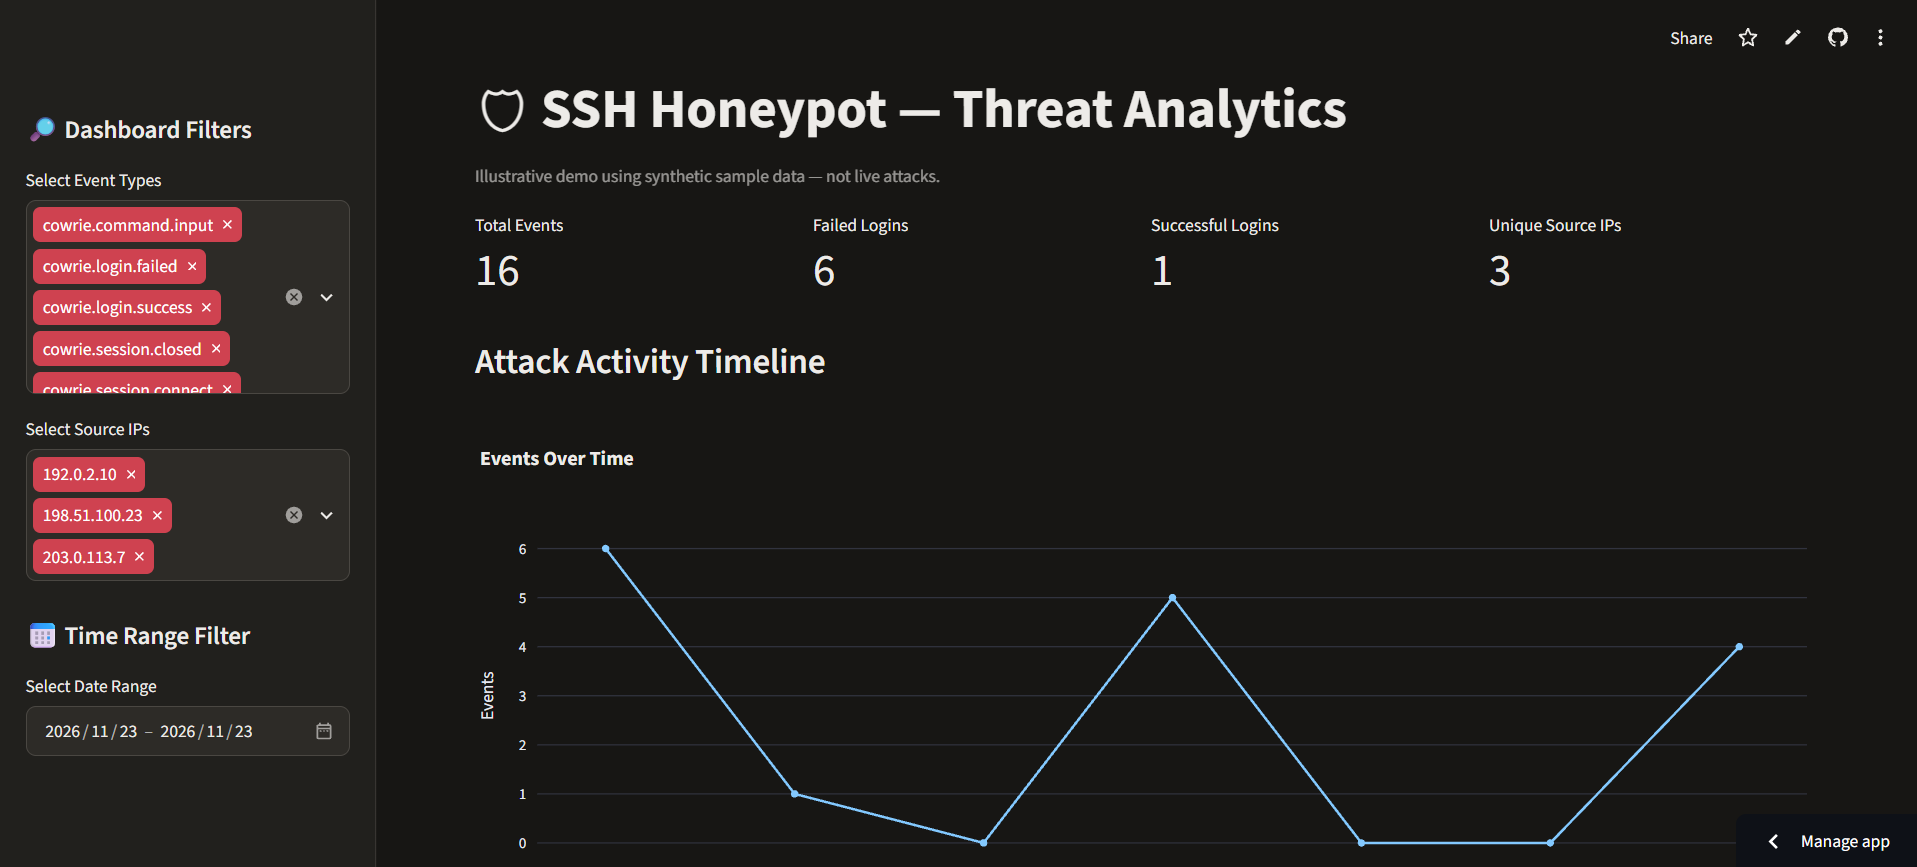 Share
Dashboard Filters
Select Event Types
cowrie.command.input
cowrie.login.failed
cowrie.login.success
cowrie.session.closed
cowrie.session.connect
Select Source IPs
192.0.2.10
198.51.100.23
203.0.113.7
Time Range Filter
Select Date Range
2026/11/23 – 2026/11/23
SSH Honeypot — Threat Analytics
Illustrative demo using synthetic sample data — not live attacks.
Total Events
16
Failed Logins
6
Successful Logins
1
Unique Source IPs
3
Attack Activity Timeline
Events Over Time
6
5
4
3
2
1
0
Events
Manage app